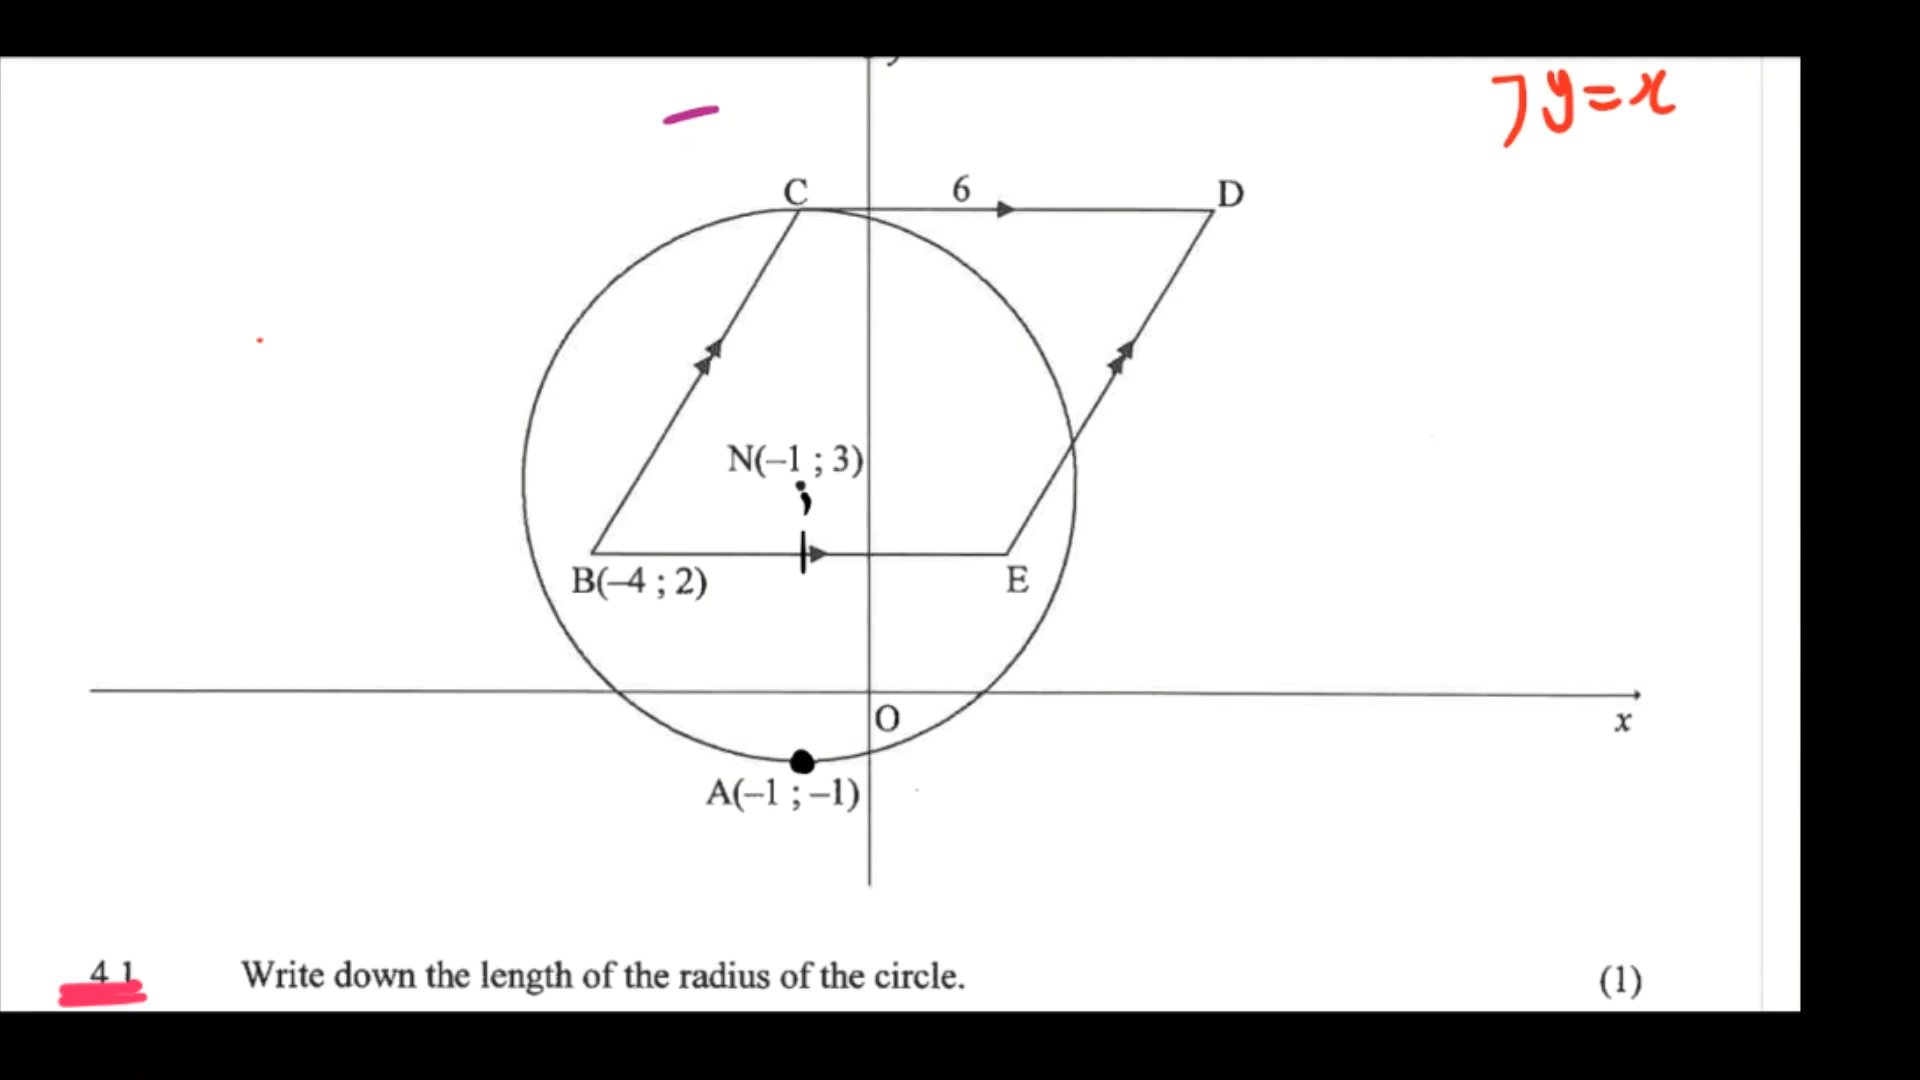 y = x
C
6
D
N(–1 ; 3)
B(–4 ; 2)
E
O
x
A(–1 ; –1)
4.1 Write down the length of the radius of the circle. (1)